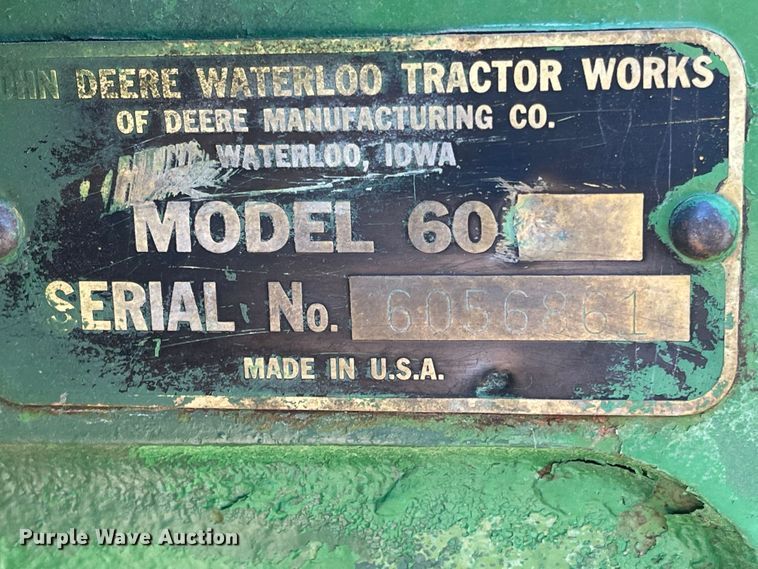 JOHN DEERE WATERLOO TRACTOR WORKS
OF DEERE MANUFACTURING CO.
WATERLOO, IOWA
MODEL 60
SERIAL No. 6056861
MADE IN U.S.A.
Purple Wave Auction